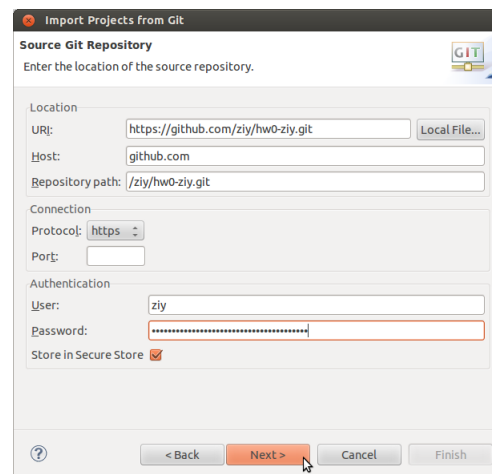 Import Projects from Git
Source Git Repository
Enter the location of the source repository.
GIT
Location
URI: https://github.com/ziy/hw0-ziy.git Local File...
Host: github.com
Repository path: /ziy/hw0-ziy.git
Connection
Protocol: https
Port:
Authentication
User: ziy
Password: •••••••••••••••••••••••••••••••••••••••
Store in Secure Store
? < Back Next > Cancel Finish